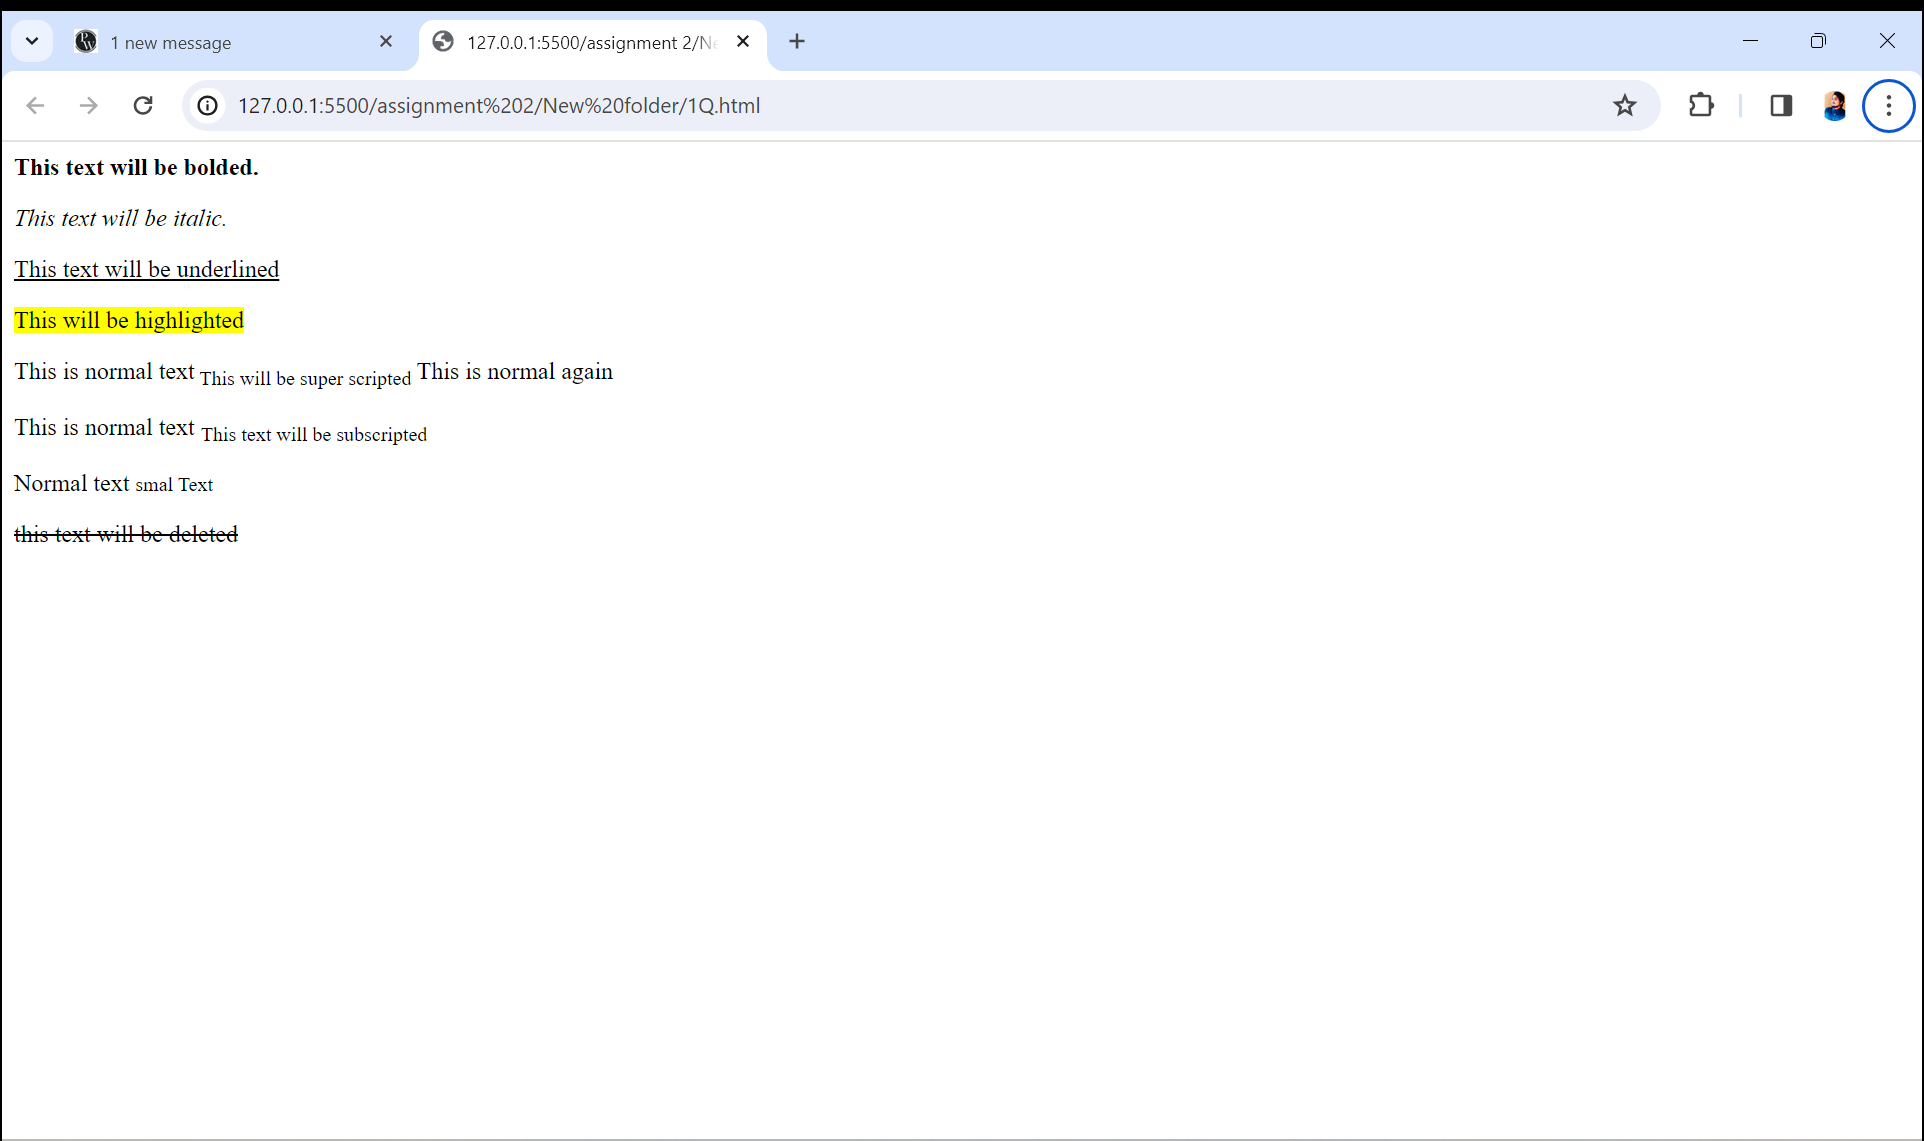 1 new message
127.0.0.1:5500/assignment 2/Ne
127.0.0.1:5500/assignment%202/New%20folder/1Q.html
This text will be bolded.
This text will be italic.
This text will be underlined
This will be highlighted
This is normal text This will be super scripted This is normal again
This is normal text This text will be subscripted
Normal text smal Text
this text will be deleted